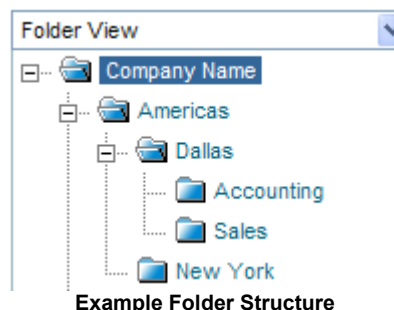 Folder View
Company Name
Americas
Dallas
Accounting
Sales
New York
Example Folder Structure